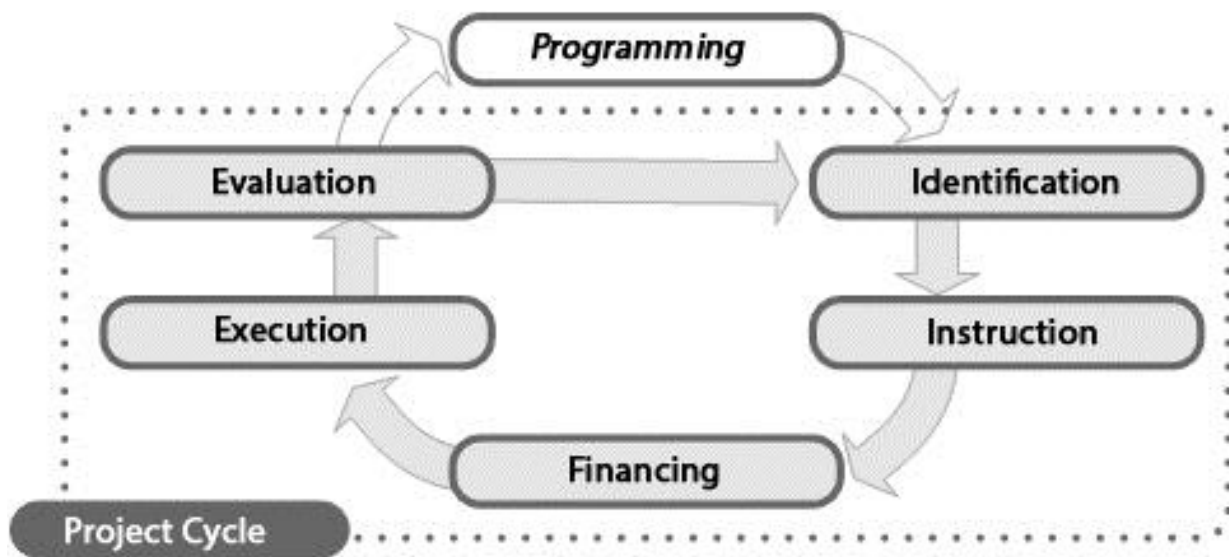 Programming
Evaluation
Identification
Execution
Instruction
Financing
Project Cycle